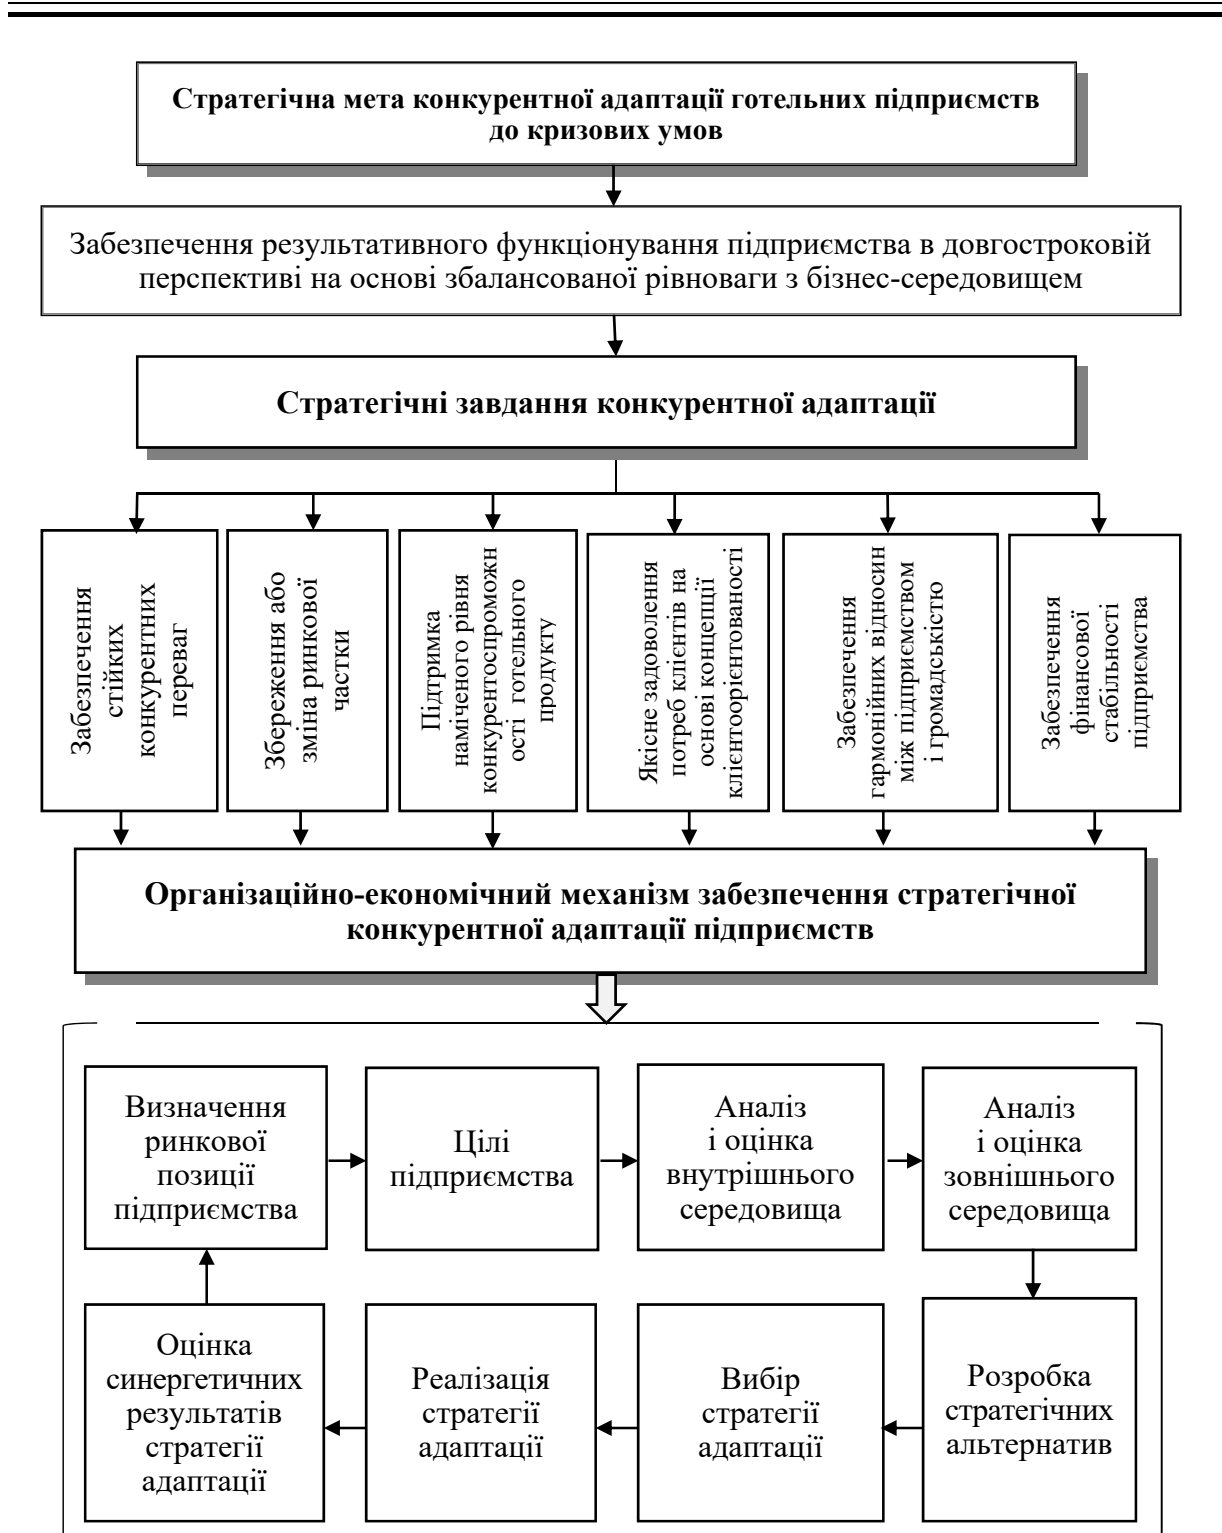 Стратегічна мета конкурентної адаптації готельних підприємств
до кризових умов
Забезпечення результативного функціонування підприємства в довгостроковій
перспективі на основі збалансованої рівноваги з бізнес-середовищем
Стратегічні завдання конкурентної адаптації
Забезпечення
стійких
конкурентних
переваг
Збереження або
зміна ринкової
частки
Підтримка
наміченого рівня
конкурентоспроможн
ості готельного
продукту
Якісне задоволення
потреб клієнтів на
основі концепції
клієнтоорієнтованості
Забезпечення
гармонійних відносин
між підприємством
і громадськістю
Забезпечення
фінансової
стабільності
підприємства
Організаційно-економічний механізм забезпечення стратегічної
конкурентної адаптації підприємств
Визначення
ринкової
позиції
підприємства
Цілі
підприємства
Аналіз
і оцінка
внутрішнього
середовища
Аналіз
і оцінка
зовнішнього
середовища
Оцінка
синергетичних
результатів
стратегії
адаптації
Реалізація
стратегії
адаптації
Вибір
стратегії
адаптації
Розробка
стратегічних
альтернатив